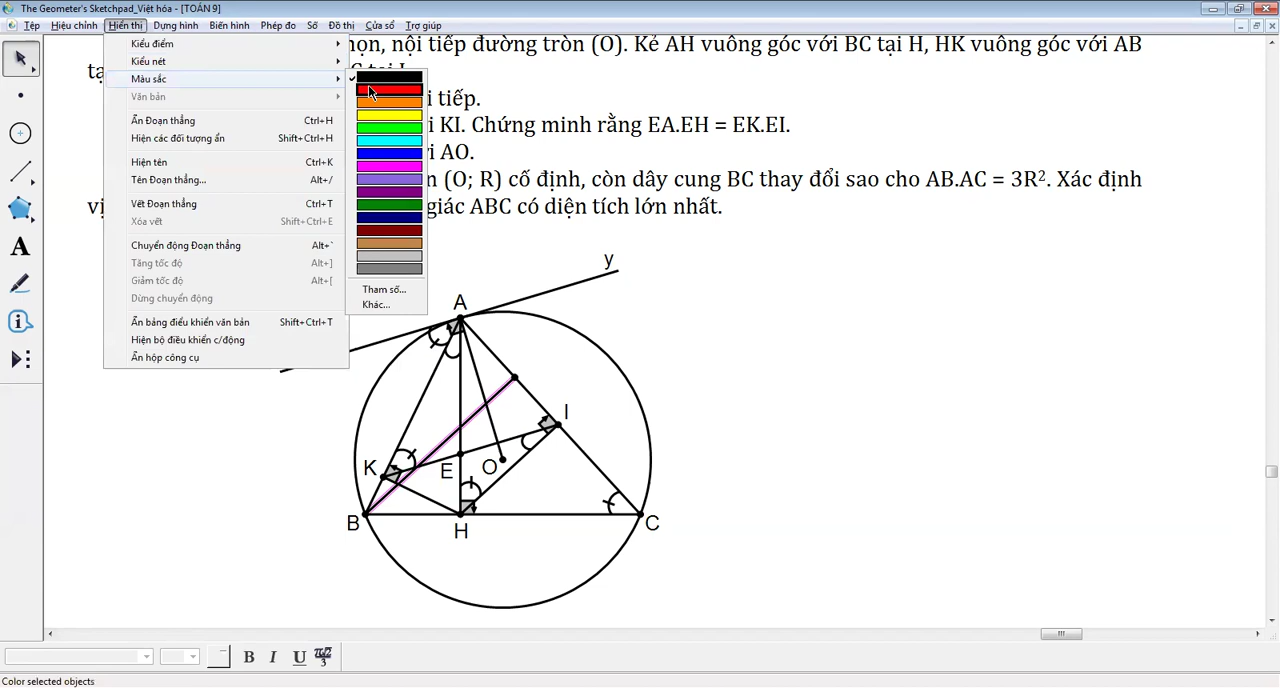 The Geometer's Sketchpad_Việt hóa - [TOÁN 9]
Tệp Hiệu chỉnh Hiển thị Dựng hình Biến hình Phép đo Số Đồ thị Cửa sổ Trợ giúp
họn, nội tiếp đường tròn (O). Kẻ AH vuông góc với BC tại H, HK vuông góc với AB
i tiếp.
i KI. Chứng minh rằng EA.EH = EK.EI.
i AO.
n (O; R) cố định, còn dây cung BC thay đổi sao cho AB.AC = 3R². Xác định
giác ABC có diện tích lớn nhất.
Kiểu điểm
Kiểu nét
Màu sắc
Văn bản
Ẩn Đoạn thẳng Ctrl+H
Hiện các đối tượng ẩn Shift+Ctrl+H
Hiện tên Ctrl+K
Tên Đoạn thẳng... Alt+/
Vết Đoạn thẳng Ctrl+T
Xóa vết Shift+Ctrl+E
Chuyển động Đoạn thẳng Alt+`
Tăng tốc độ Alt+]
Giảm tốc độ Alt+[
Dừng chuyển động
Ẩn bảng điều khiển văn bản Shift+Ctrl+T
Hiện bộ điều khiển c/động
Ẩn hộp công cụ
Tham số...
Khác...
A
y
A
I
K
E
O
B
H
C
B I U
Color selected objects